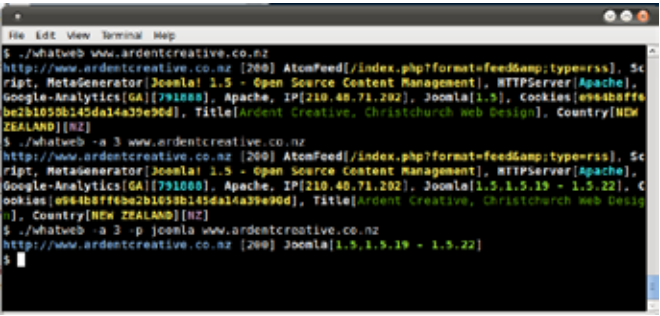 File Edit View Terminal Help
$ ./whatweb www.ardentcreative.co.nz
http://www.ardentcreative.co.nz [200] AtomFeed[/index.php?format=feed&amp;type=rss], Sc
ript, MetaGenerator[Joomla! 1.5 - Open Source Content Management], HTTPServer[Apache],
Google-Analytics[GA][791888], Apache, IP[210.48.71.202], Joomla[1.5], Cookies[e964b8ff6
be2b1058b145da14a39e90d], Title[Ardent Creative, Christchurch Web Design], Country[NEW
ZEALAND][NZ]
$ ./whatweb -a 3 www.ardentcreative.co.nz
http://www.ardentcreative.co.nz [200] AtomFeed[/index.php?format=feed&amp;type=rss], Sc
ript, MetaGenerator[Joomla! 1.5 - Open Source Content Management], HTTPServer[Apache],
Google-Analytics[GA][791888], Apache, IP[210.48.71.202], Joomla[1.5,1.5.19 - 1.5.22], C
ookies[e964b8ff6be2b1058b145da14a39e90d], Title[Ardent Creative, Christchurch Web Desig
n], Country[NEW ZEALAND][NZ]
$ ./whatweb -a 3 -p joomla www.ardentcreative.co.nz
http://www.ardentcreative.co.nz [200] Joomla[1.5,1.5.19 - 1.5.22]
$